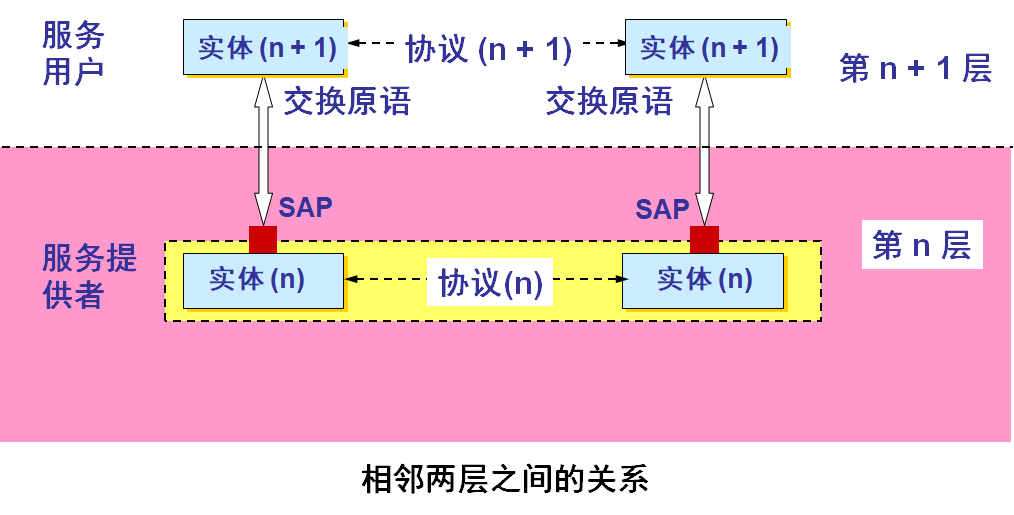 服务
用户
实体 (n + 1)
协议 (n + 1)
实体 (n + 1)
第 n + 1 层
交换原语
交换原语
SAP
SAP
服务提
供者
实体 (n)
协议(n)
实体 (n)
第 n 层
相邻两层之间的关系